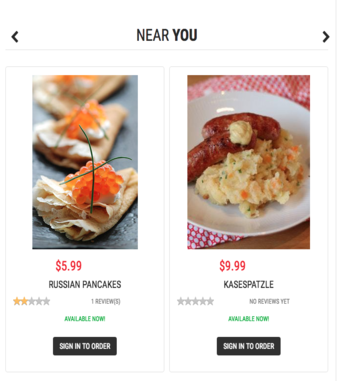 NEAR YOU
$5.99
RUSSIAN PANCAKES
1 REVIEW(S)
AVAILABLE NOW!
SIGN IN TO ORDER
$9.99
KASESPATZLE
NO REVIEWS YET
AVAILABLE NOW!
SIGN IN TO ORDER